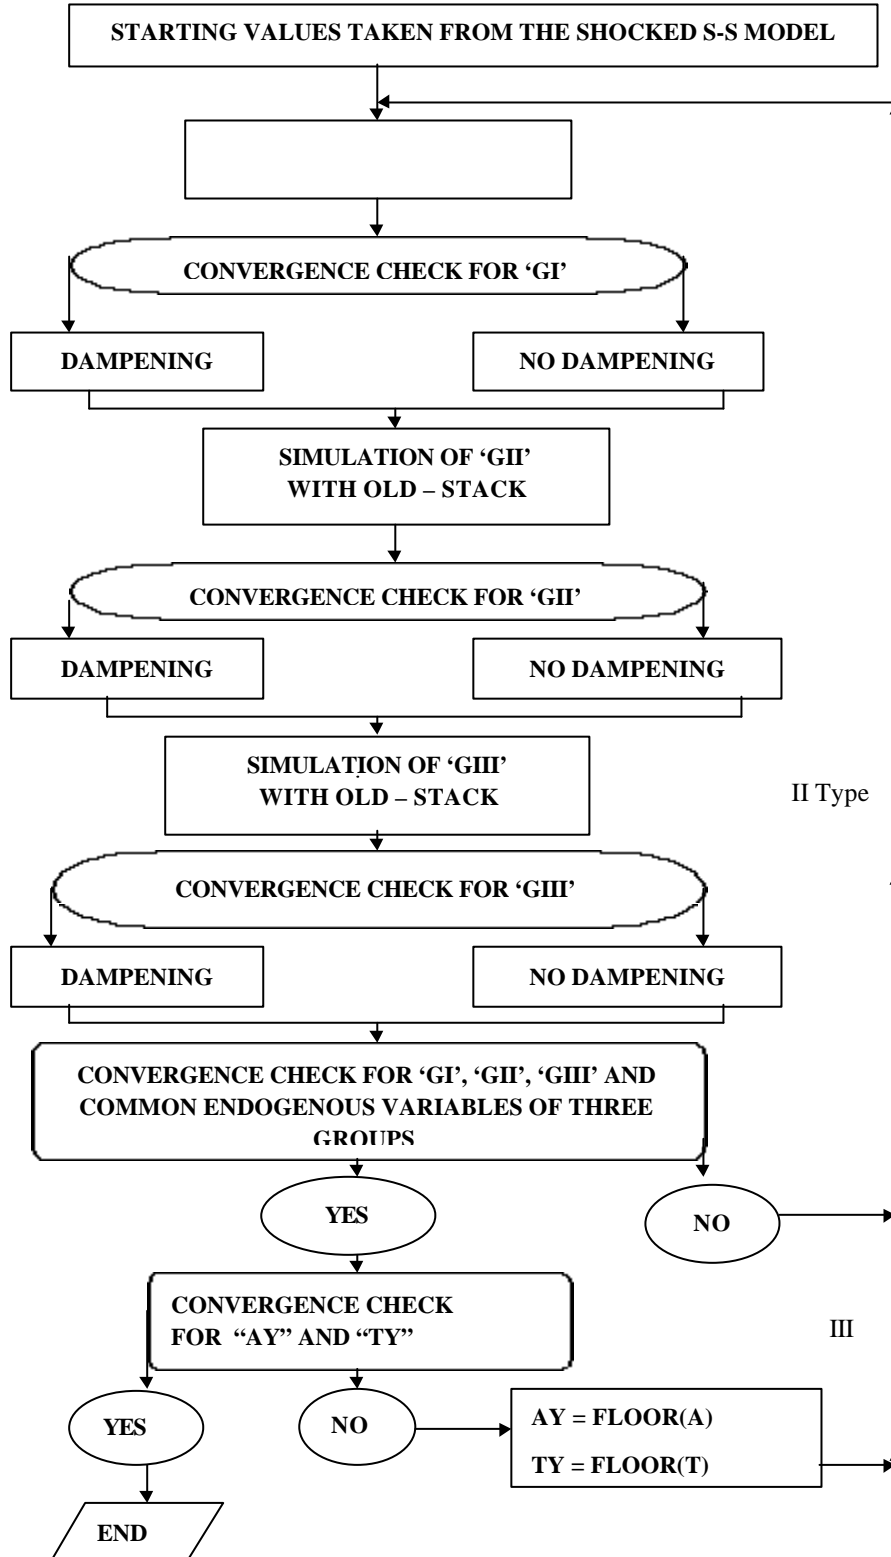 STARTING VALUES TAKEN FROM THE SHOCKED S-S MODEL
CONVERGENCE CHECK FOR ‘GI’
DAMPENING
NO DAMPENING
SIMULATION OF ‘GII’
WITH OLD – STACK
CONVERGENCE CHECK FOR ‘GII’
DAMPENING
NO DAMPENING
SIMULATION OF ‘GIII’
WITH OLD – STACK
II Type
CONVERGENCE CHECK FOR ‘GIII’
DAMPENING
NO DAMPENING
CONVERGENCE CHECK FOR ‘GI’, ‘GII’, ‘GIII’ AND
COMMON ENDOGENOUS VARIABLES OF THREE
GROUPS
YES
NO
CONVERGENCE CHECK
FOR “AY” AND “TY”
III
YES
NO
AY = FLOOR(A)
TY = FLOOR(T)
END